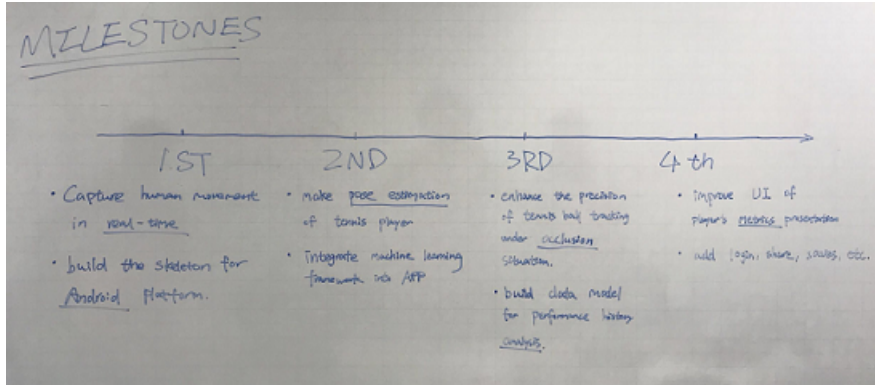 MILESTONES
1.ST
• Capture human movement
in real-time
• build the skeleton for
Android Platform.
2ND
• make pose estimation
of tennis player
• integrate machine learning
framework into APP
3RD
• enhance the precision
of tennis ball tracking
under occlusion
situation.
• build data model
for performance history
analysis.
4th
• improve UI of
player's metrics presentation
• add login, share, saves, etc.